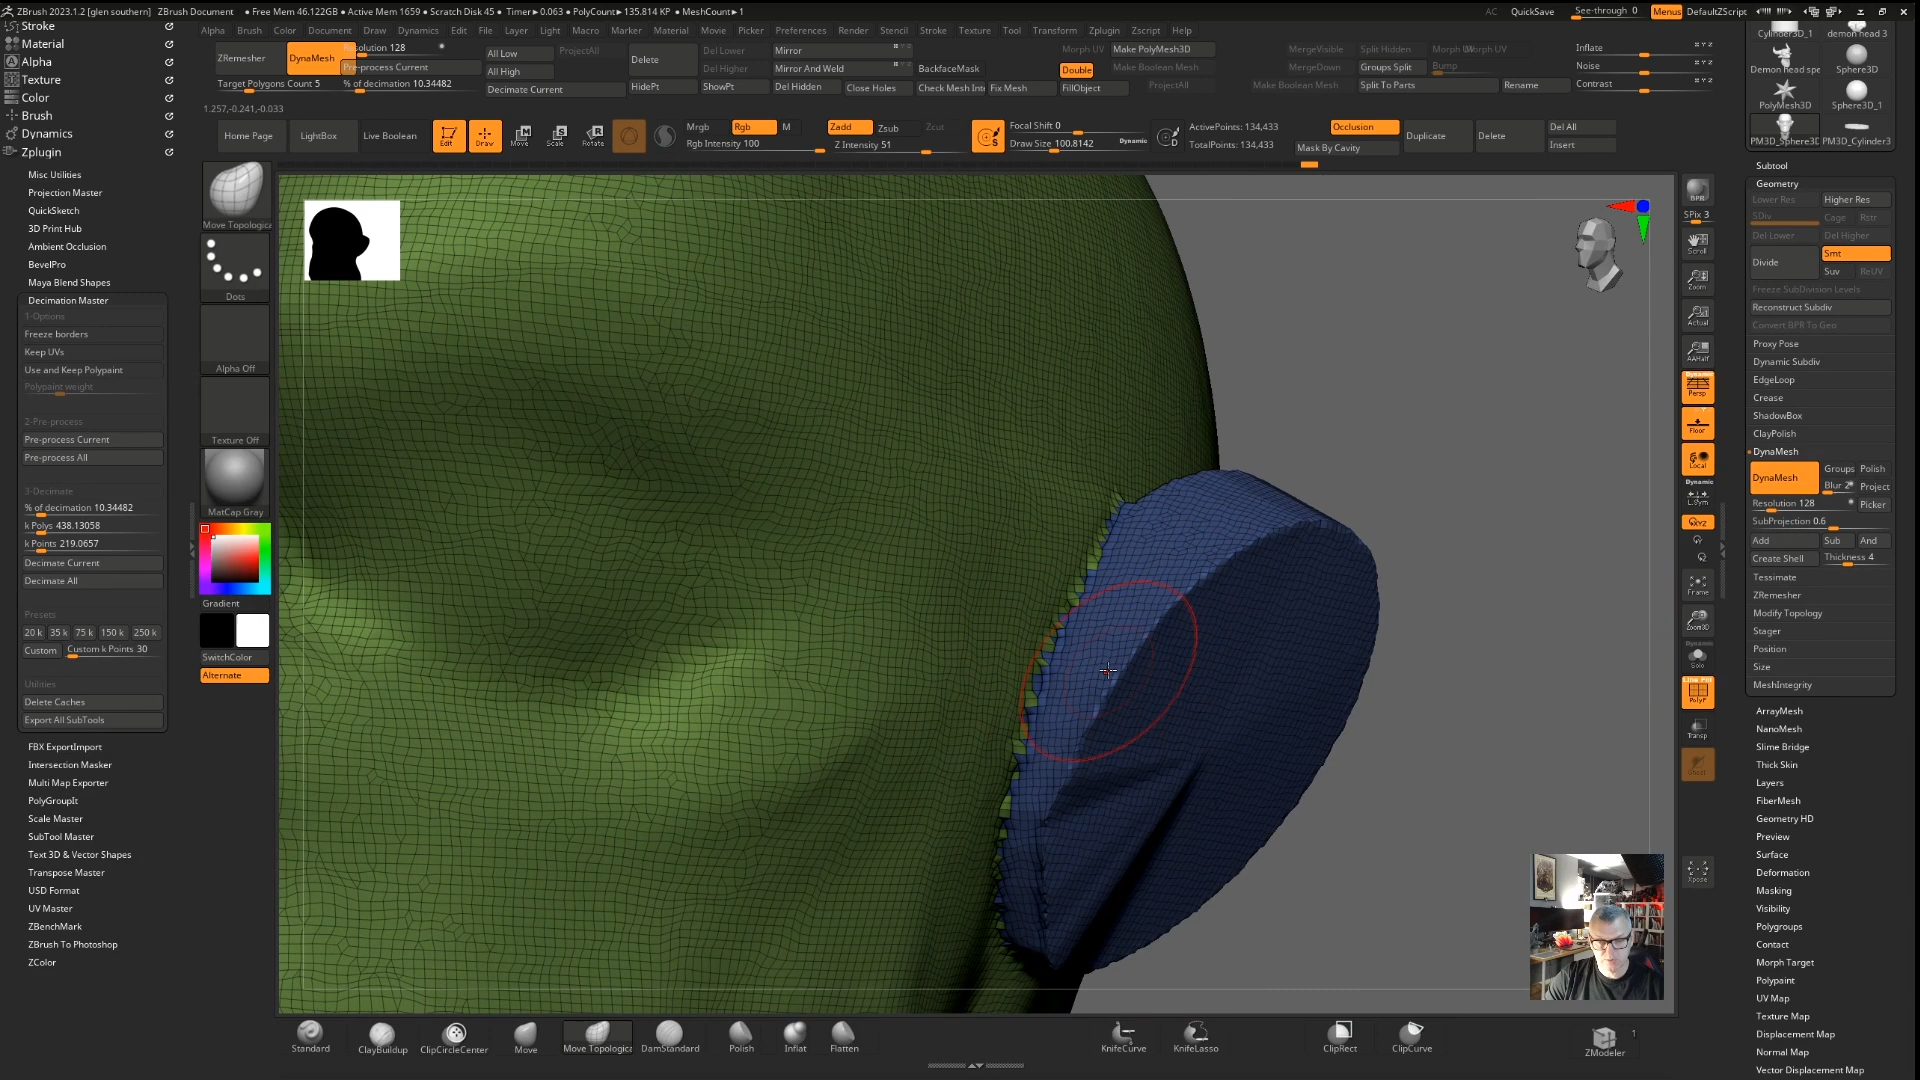 ZBrush 2023.1.2 [glen southern] ZBrush Document • Free Mem 46.122GB • Active Mem 1659 • Scratch Disk 45 • Timer▸0.063 • PolyCount▸135.814 KP • MeshCount▸1 AC QuickSave See-through 0 Menus DefaultZScript
Alpha Brush Color Document Draw Dynamics Edit File Layer Light Macro Marker Material Movie Picker Preferences Render Stencil Stroke Texture Tool Transform Zplugin Zscript Help
Stroke
Material
Alpha
Texture
Color
Brush
Dynamics
Zplugin
Misc Utilities
Projection Master
QuickSketch
3D Print Hub
Ambient Occlusion
BevelPro
Maya Blend Shapes
Decimation Master
1-Options
Freeze borders
Keep UVs
Use and Keep Polypaint
Polypaint weight
2-Pre-process
Pre-process Current
Pre-process All
3-Decimate
% of decimation 10.34482
k Polys 438.13058
k Points 219.0657
Decimate Current
Decimate All
Presets
20 k 35 k 75 k 150 k 250 k
Custom Custom k Points 30
Utilities
Delete Caches
Export All SubTools
FBX ExportImport
Intersection Masker
Multi Map Exporter
PolyGroupIt
Scale Master
SubTool Master
Text 3D & Vector Shapes
Transpose Master
USD Format
UV Master
ZBenchMark
ZBrush To Photoshop
ZColor
ZRemesher DynaMesh Resolution 128
Pre-process Current
Target Polygons Count 5 % of decimation 10.34482
All Low ProjectAll
All High
Decimate Current
Delete Del Lower Mirror
Del Higher Mirror And Weld BackfaceMask
HidePt ShowPt Del Hidden Close Holes Check Mesh Int Fix Mesh
Morph UV Make PolyMesh3D
Double Make Boolean Mesh
FillObject ProjectAll
MergeVisible Split Hidden
MergeDown Groups Split Bump
Make Boolean Mesh Split To Parts Rename
Inflate
Noise
Contrast
1.257,-0.241,-0.033
Home Page LightBox Live Boolean Edit Draw Move Scale Rotate
Mrgb Rgb M
Rgb Intensity 100
Zadd Zsub Zcut
Z Intensity 51
Focal Shift 0
Draw Size 100.8142 Dynamic
ActivePoints: 134,433
TotalPoints: 134,433
Occlusion
Mask By Cavity
Duplicate Delete Del All
Insert
Move Topologica
Dots
Alpha Off
Texture Off
MatCap Gray
Gradient
SwitchColor
Alternate
BPR
SPix 3
Scroll
Zoom
Actual
AAHalf
Dynamic
Persp
Floor
Local
Dynamic
L.Sym
XYZ
Frame
Zoom3D
Dynamic
Solo
Line Fill
PolyF
Transp
Ghost
Xpose
Cylinder3D_1 demon head 3
Demon head spe Sphere3D
PolyMesh3D Sphere3D_1
PM3D_Sphere3D PM3D_Cylinder3
Subtool
Geometry
Lower Res Higher Res
SDiv Cage Rstr
Del Lower Del Higher
Divide Smt
Suv ReUV
Freeze SubDivision Levels
Reconstruct Subdiv
Convert BPR To Geo
Proxy Pose
Dynamic Subdiv
EdgeLoop
Crease
ShadowBox
ClayPolish
DynaMesh
DynaMesh Groups Polish
Blur 2 Project
Resolution 128 Picker
SubProjection 0.6
Add Sub And
Create Shell Thickness 4
Tessimate
ZRemesher
Modify Topology
Stager
Position
Size
MeshIntegrity
ArrayMesh
NanoMesh
Slime Bridge
Thick Skin
Layers
FiberMesh
Geometry HD
Preview
Surface
Deformation
Masking
Visibility
Polygroups
Contact
Morph Target
Polypaint
UV Map
Texture Map
Displacement Map
Normal Map
Vector Displacement Map
Standard ClayBuildup ClipCircleCenter Move Move Topologica DamStandard Polish Inflat Flatten KnifeCurve KnifeLasso ClipRect ClipCurve ZModeler 1